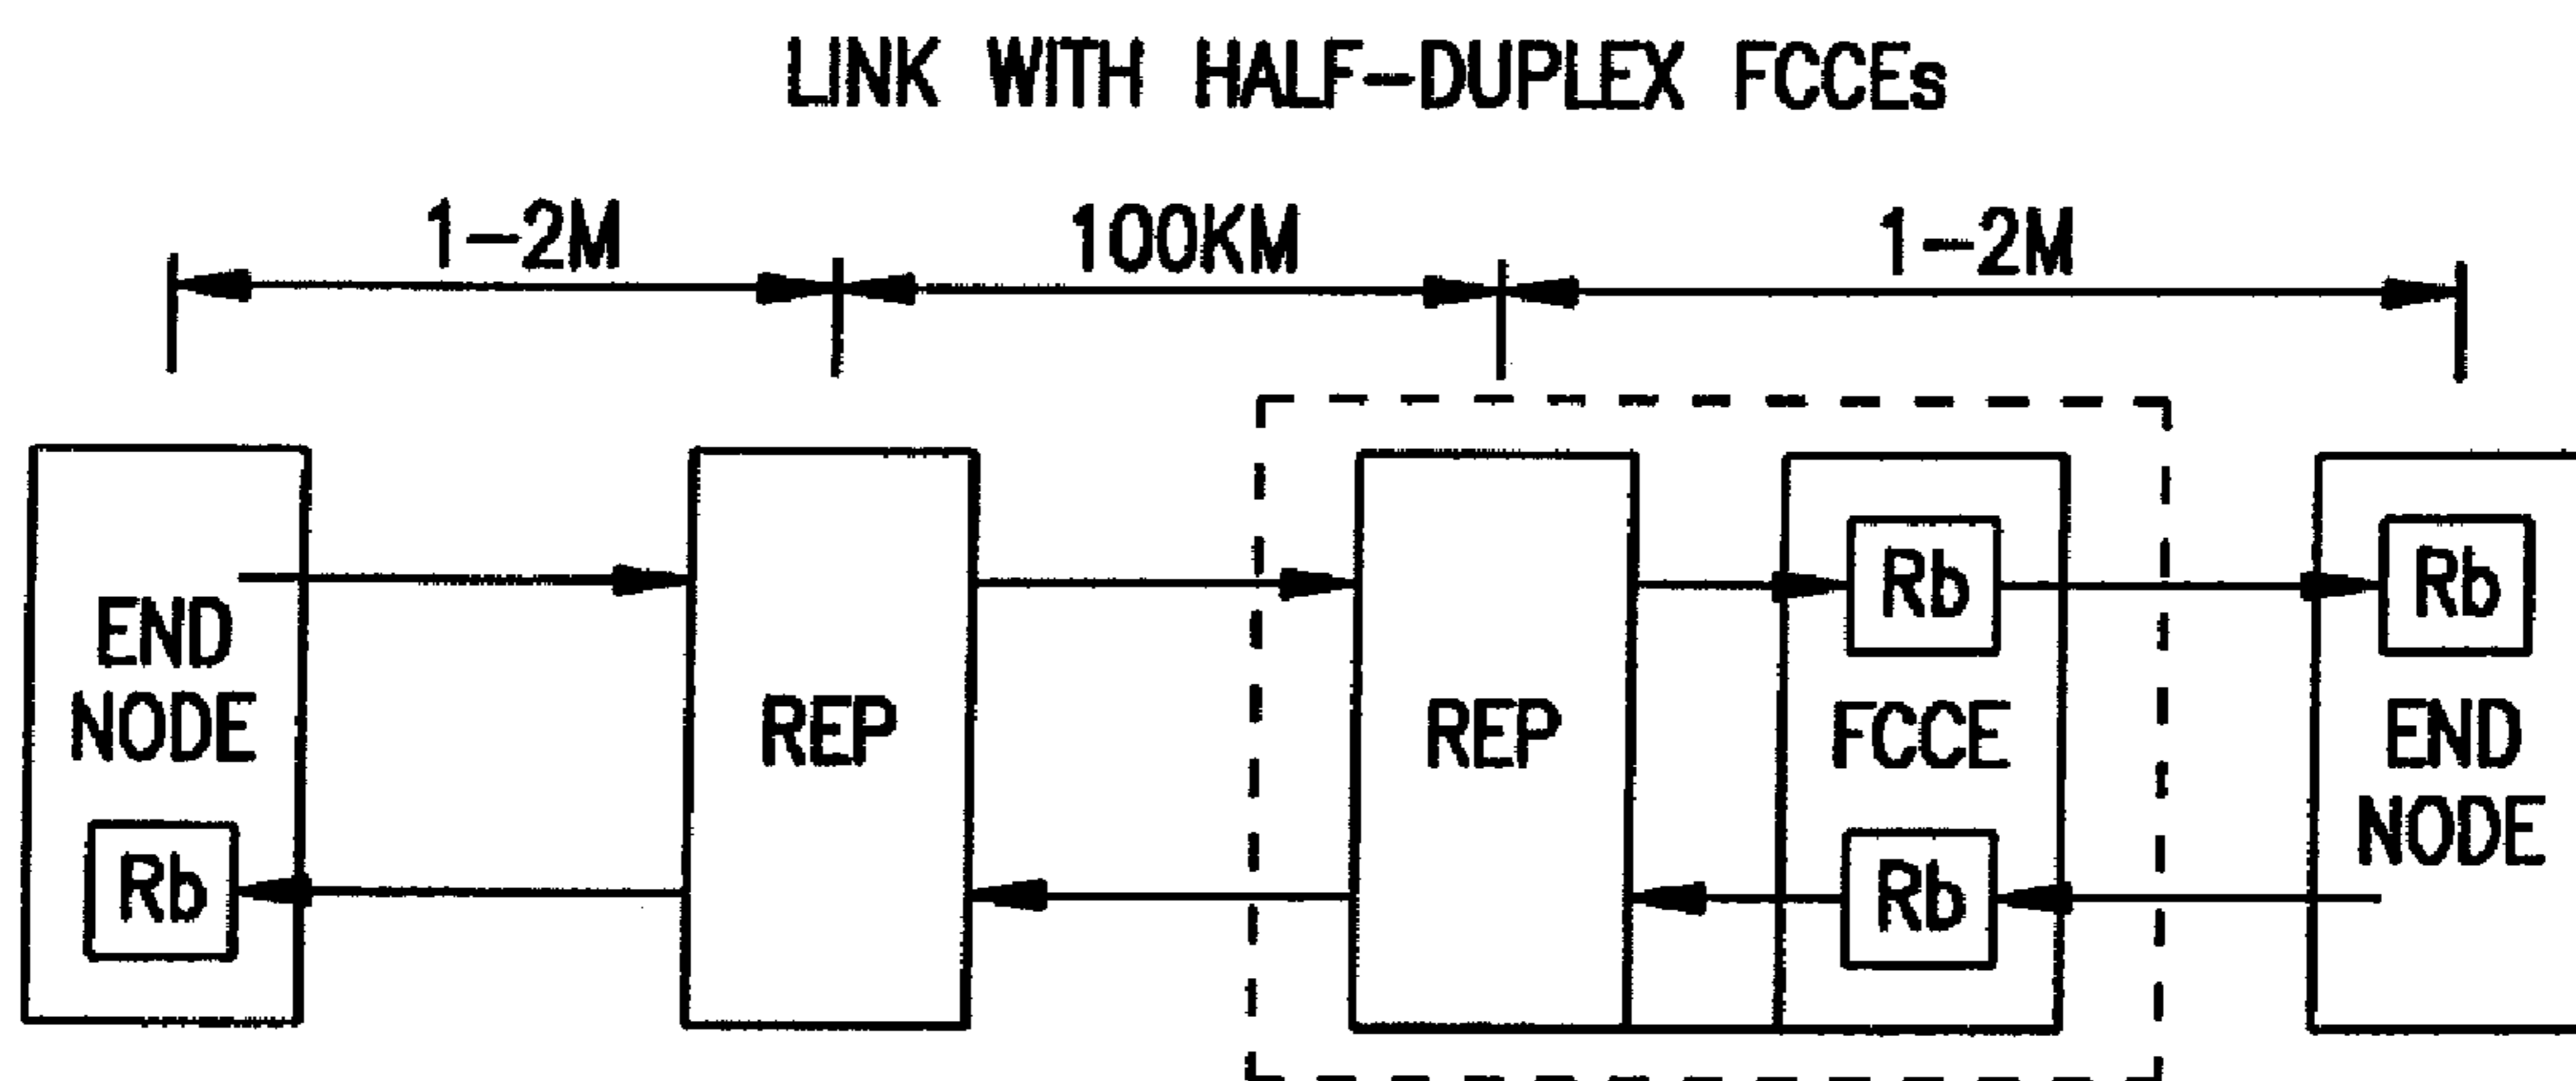 LINK WITH HALF-DUPLEX FCCEs
1-2M
100KM
1-2M
END
NODE
Rb
REP
REP
Rb
FCCE
Rb
Rb
END
NODE